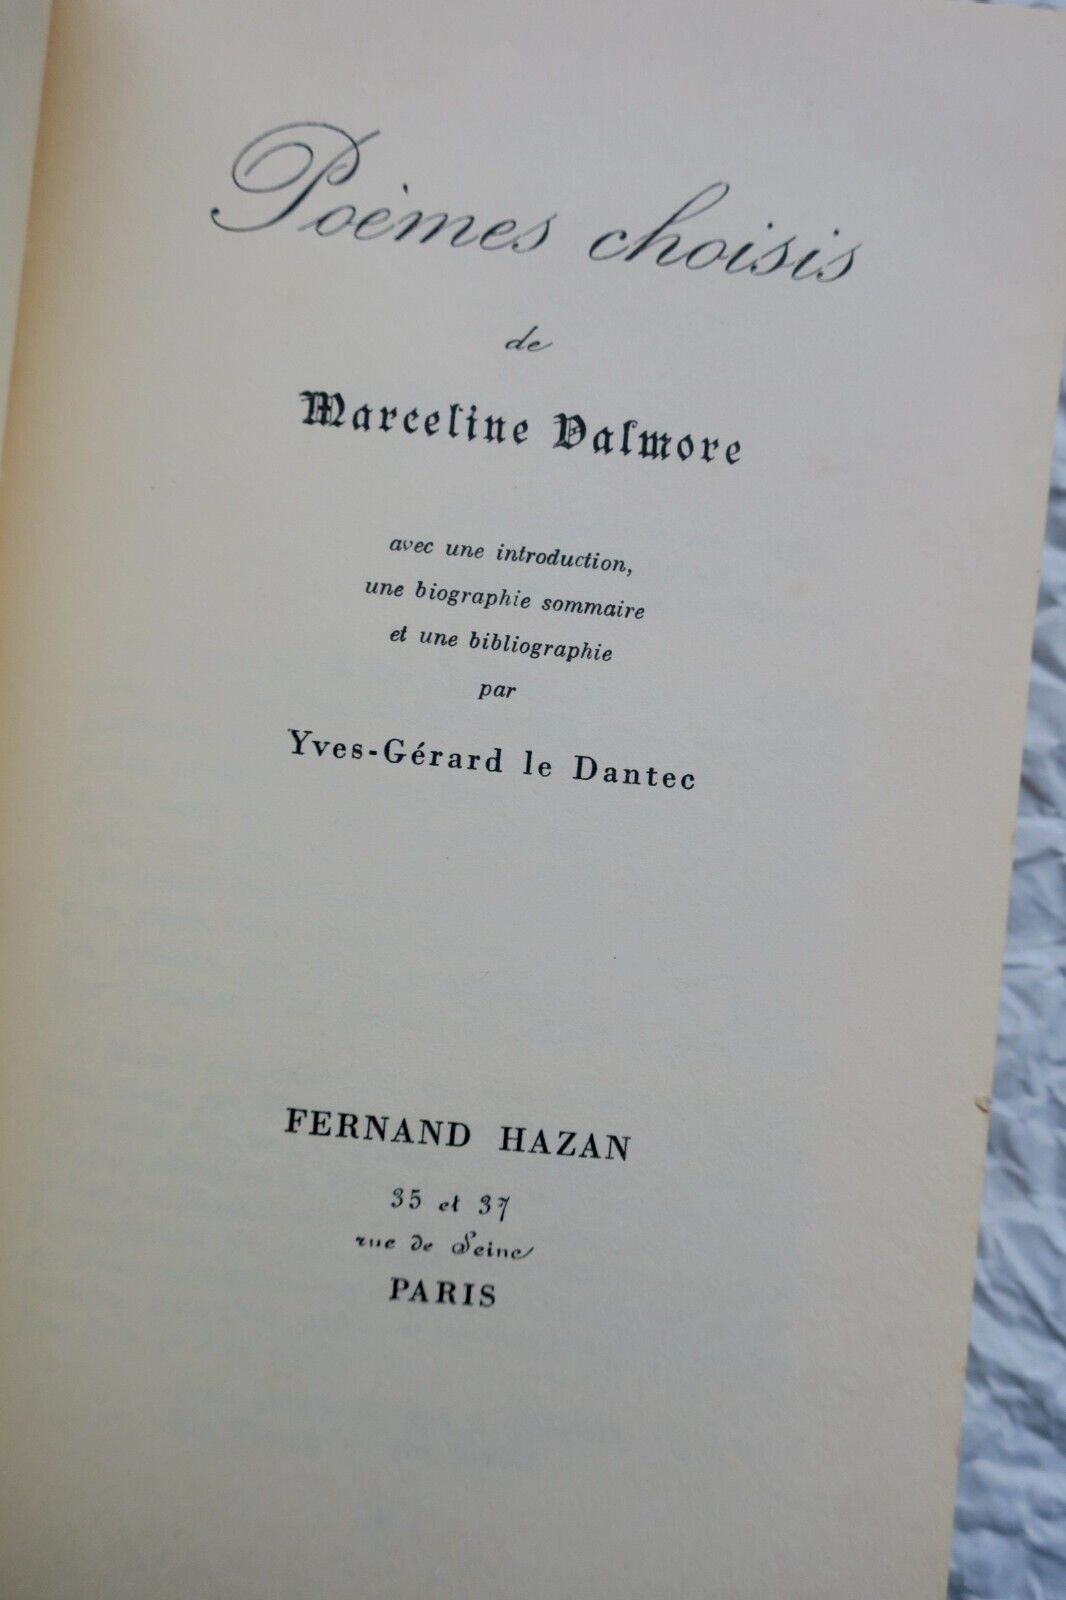 Poèmes choisis
de
Marceline Valmore
avec une introduction,
une biographie sommaire
et une bibliographie
par
Yves-Gérard le Dantec
FERNAND HAZAN
35 et 37
rue de Seine
PARIS